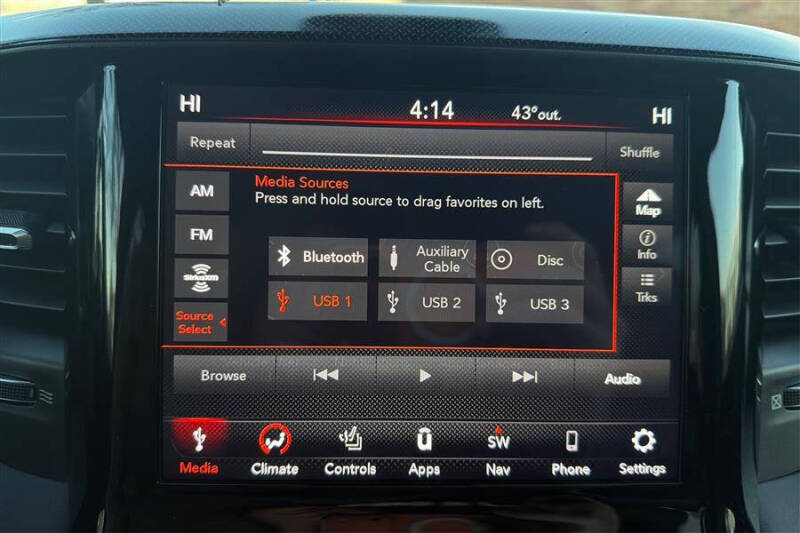 HI 4:14 43°out. HI
Repeat
Shuffle
Media Sources
Press and hold source to drag favorites on left.
AM
FM
SiriusXM
Source
Select
Bluetooth
Auxiliary
Cable
Disc
USB 1
USB 2
USB 3
Map
Info
Trks
Browse
Audio
Media
Climate
Controls
Apps
SW
Nav
Phone
Settings